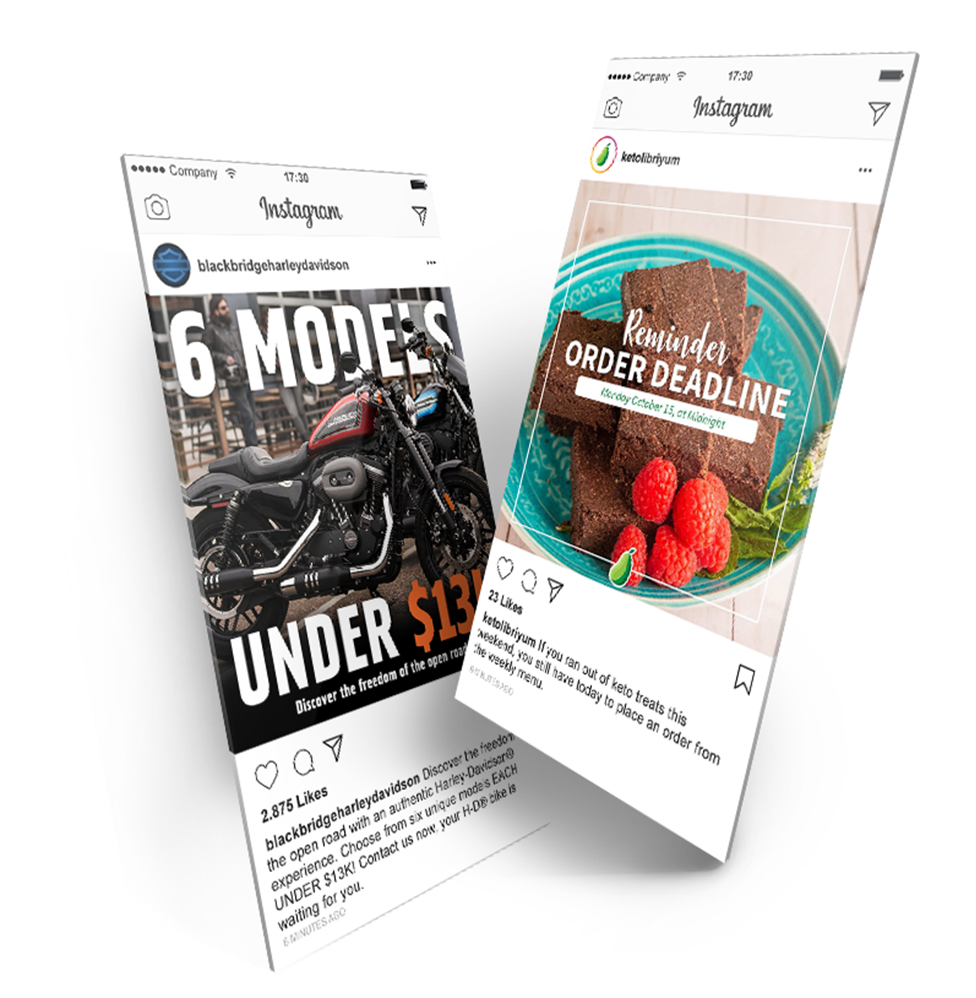 Company
17:30
Instagram
blackbridgeharleydavidson
6 MODELS
UNDER $13
Discover the freedom of the open road
2.875 Likes
blackbridgeharleydavidson Discover the freedom
the open road with an authentic Harley-Davidson®
experience. Choose from six unique models EACH
UNDER $13K! Contact us now, your H-D® bike is
waiting for you.
6 MINUTES AGO
Company
17:30
Instagram
ketolibriyum
Reminder
ORDER DEADLINE
Monday October 15, at Midnight
23 Likes
ketolibriyum If you ran out of keto treats this
weekend, you still have today to place an order from
the weekly menu.
MINUTES AGO